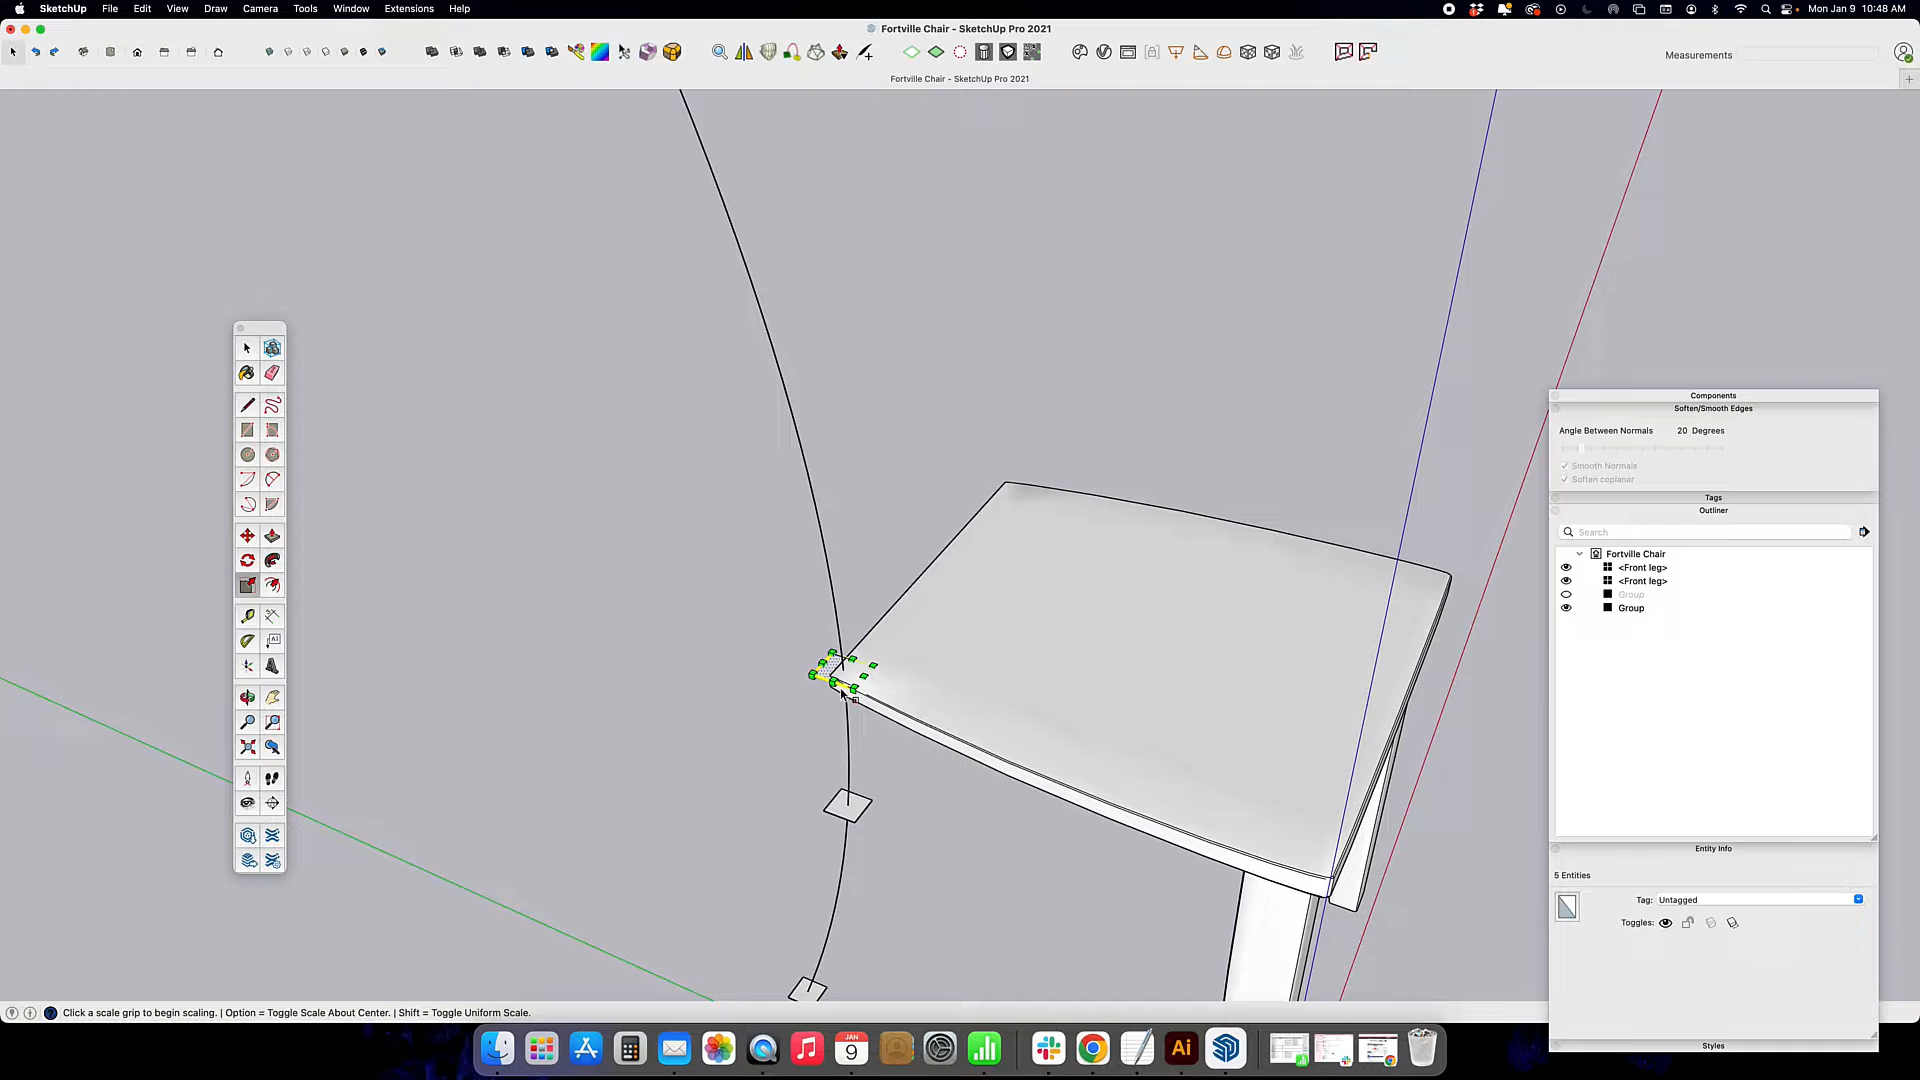 SketchUp File Edit View Draw Camera Tools Window Extensions Help
Mon Jan 9 10:48 AM
Fortville Chair - SketchUp Pro 2021
Measurements
Fortville Chair - SketchUp Pro 2021
Components
Soften/Smooth Edges
Angle Between Normals 20 Degrees
Smooth Normals
Soften coplanar
Tags
Outliner
Search
Fortville Chair
<Front leg>
<Front leg>
Group
Group
Entity Info
5 Entities
Tag: Untagged
Toggles:
Click a scale grip to begin scaling. | Option = Toggle Scale About Center. | Shift = Toggle Uniform Scale.
Styles
JAN
9
Ai